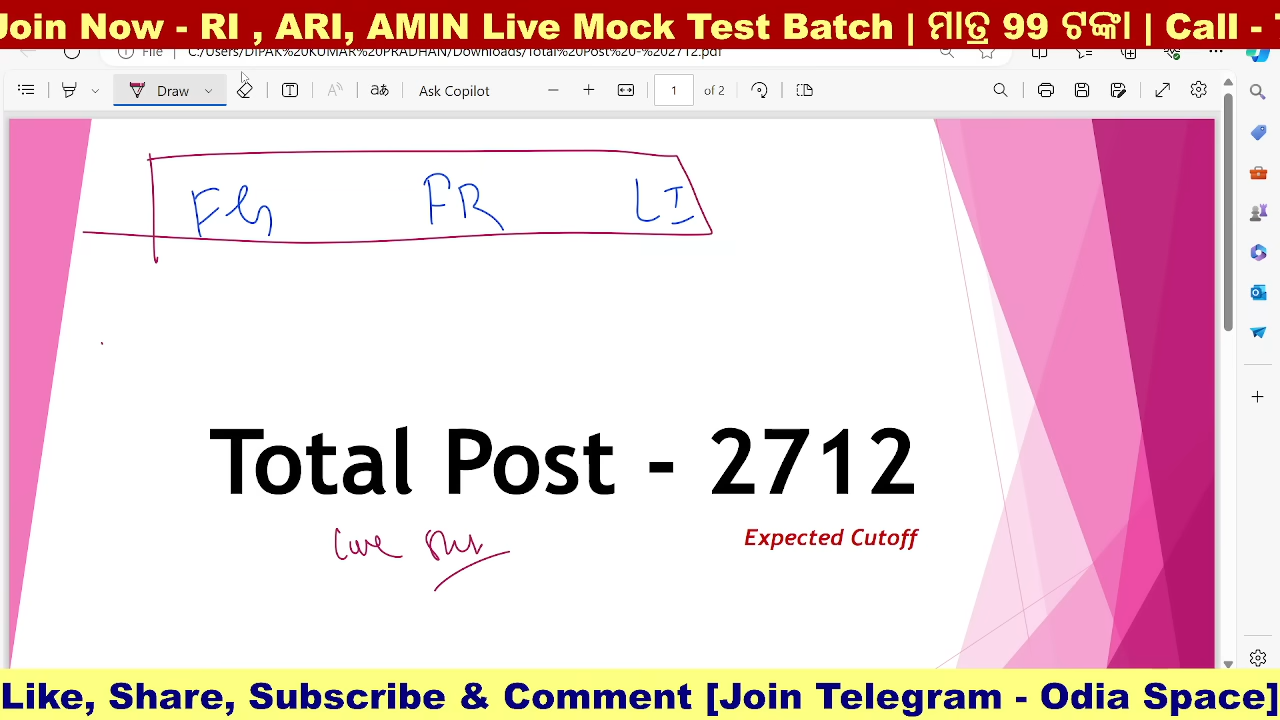 Join Now - RI , ARI, AMIN Live Mock Test Batch | ମାତ୍ର 99 ଟଙ୍କା | Call -
File C:/Users/DIPAK%20KUMAR%20PRADHAN/Downloads/Total%20Post%20-%202712.pdf
Draw Ask Copilot 1 of 2
FR LI
Total Post - 2712
Expected Cutoff
Like, Share, Subscribe & Comment [Join Telegram - Odia Space]